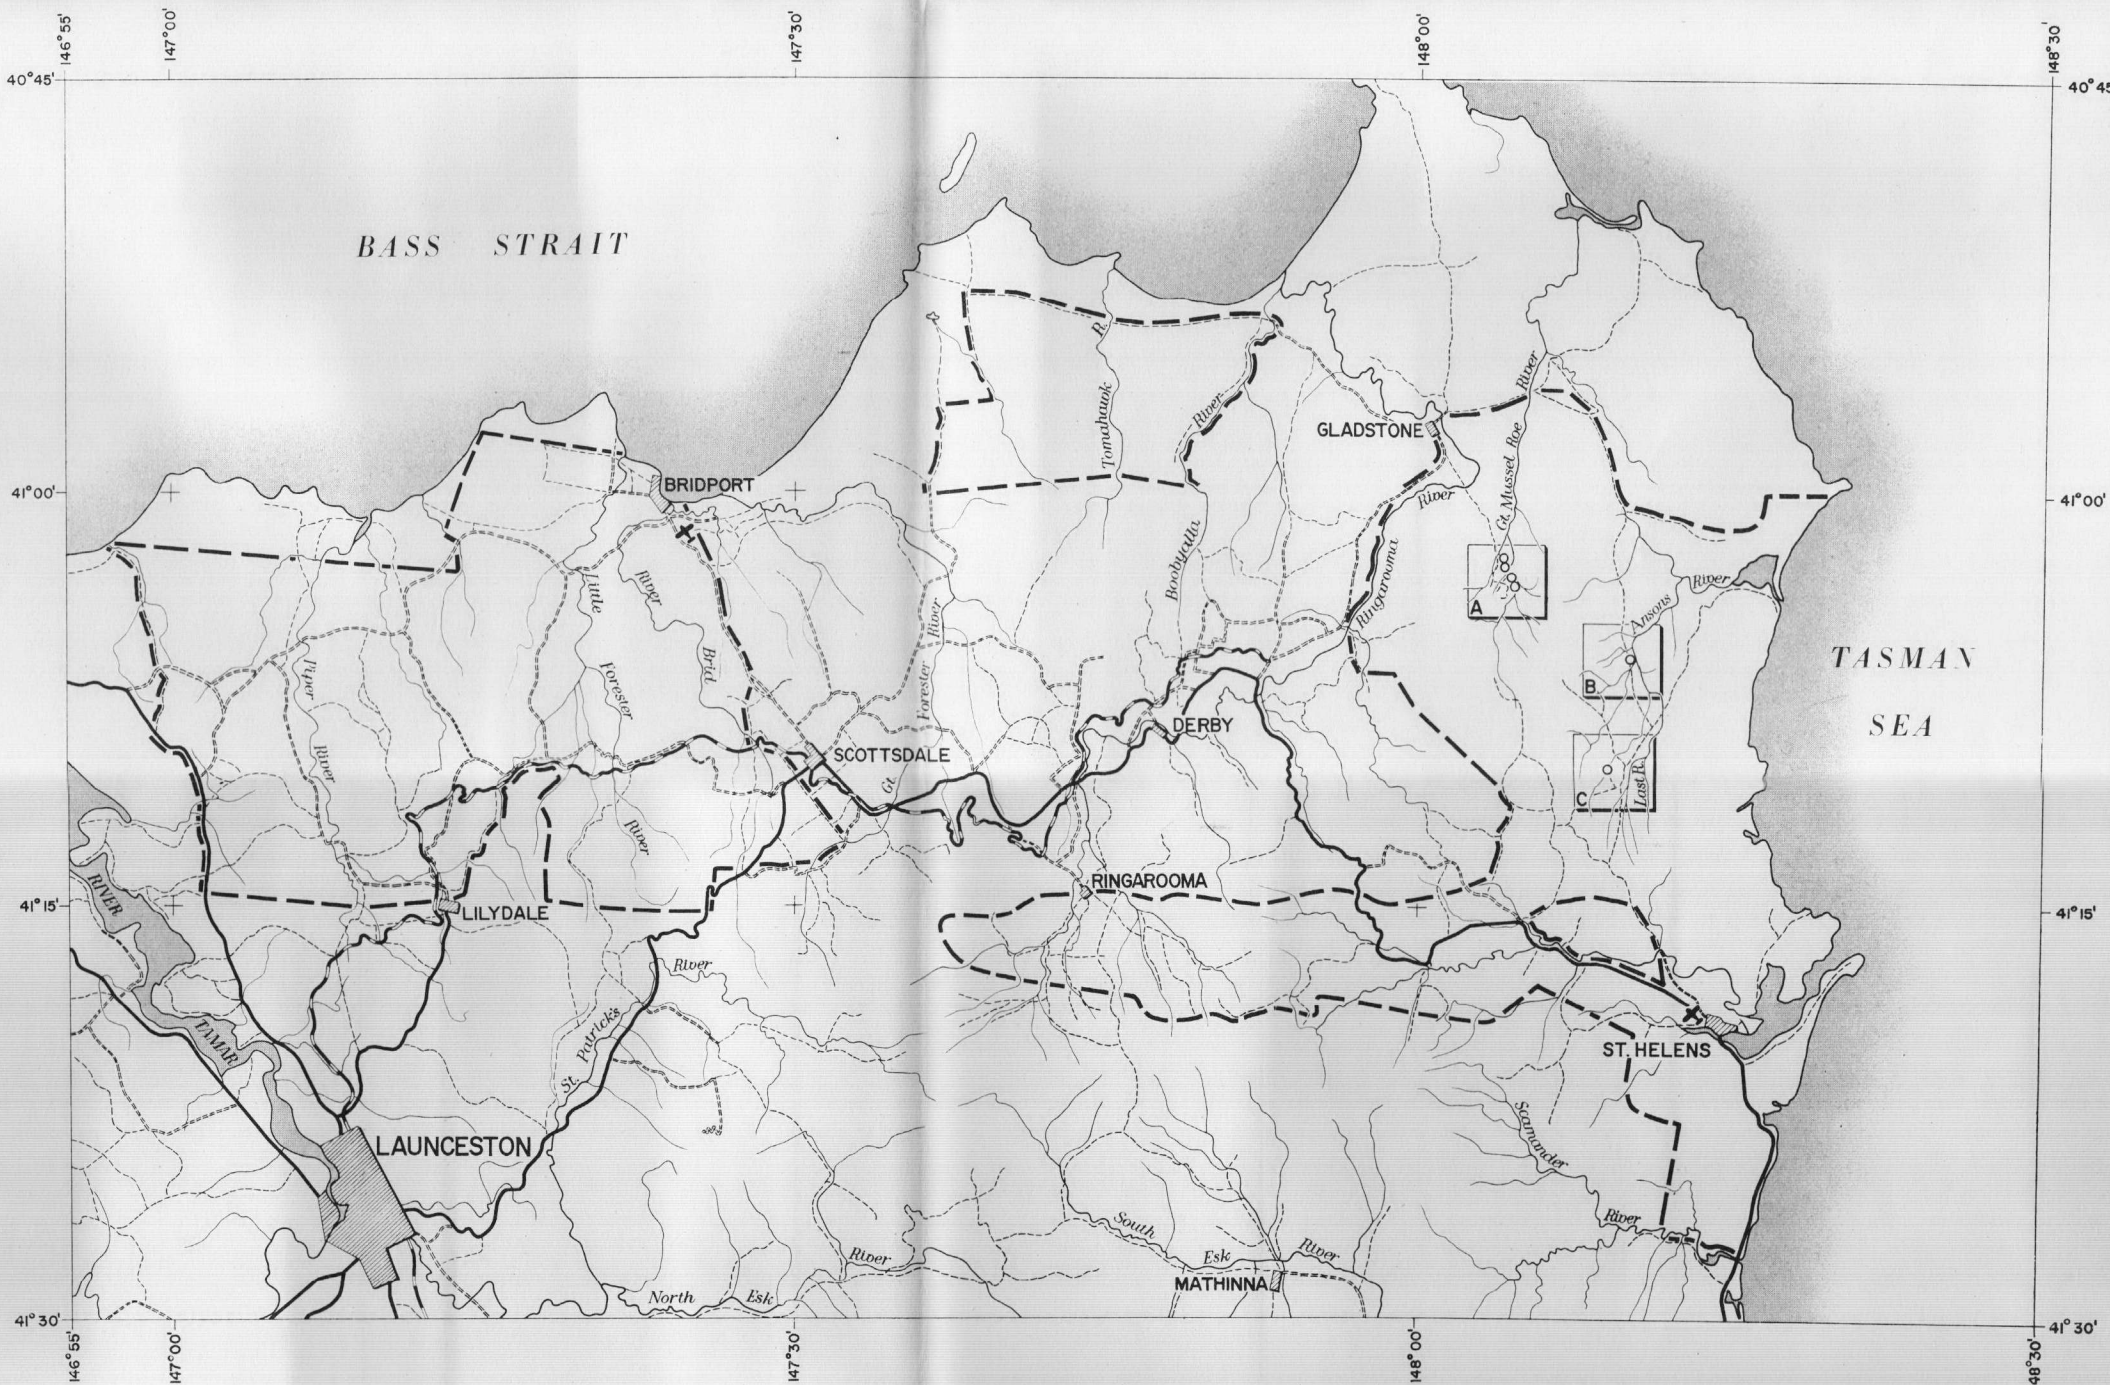 146°55'
147°00'
147°30'
148°00'
148°30'
40°45'
40°45
BASS STRAIT
R.
Tomahawk
River
River
GLADSTONE
Gt. Mussel Roe
41°00'
BRIDPORT
River
41°00'
Little
River
Boobyalla
Ringarooma
A
River
Ansons
River
Piper
Forester
Brid
Forester
B
TASMAN
SEA
River
SCOTTSDALE
DERBY
Gt.
C
Last R.
River
RIVER
41°15'
LILYDALE
RINGAROOMA
41°15'
River
TAMAR
St. Patrick's
ST. HELENS
LAUNCESTON
Scamander
River
South
Esk
River
River
MATHINNA
North
Esk
41°30'
41°30'
146°55'
147°00'
147°30'
148°00'
48°30'